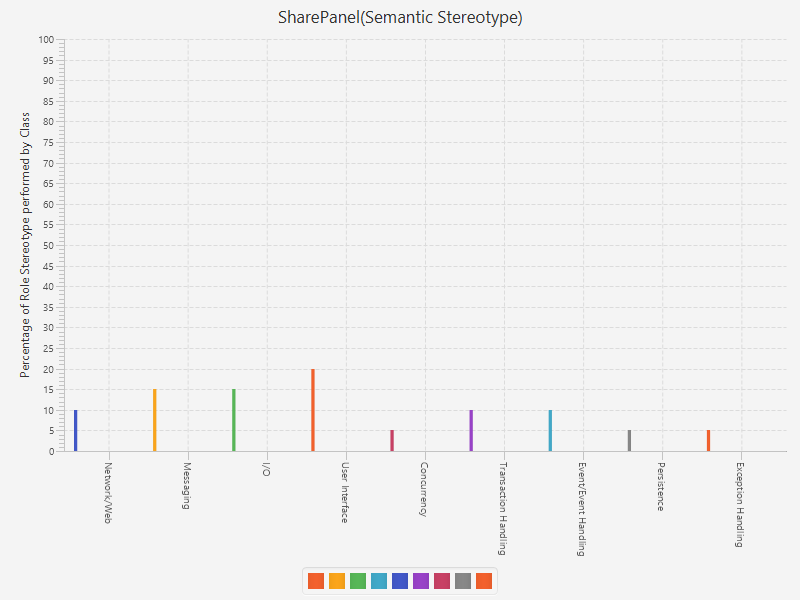 SharePanel(Semantic Stereotype)
Percentage of Role Stereotype performed by Class
100
95
90
85
80
75
70
65
60
55
50
45
40
35
30
25
20
15
10
5
0
Network/Web
Messaging
I/O
User Interface
Concurrency
Transaction Handling
Event/Event Handling
Persistence
Exception Handling